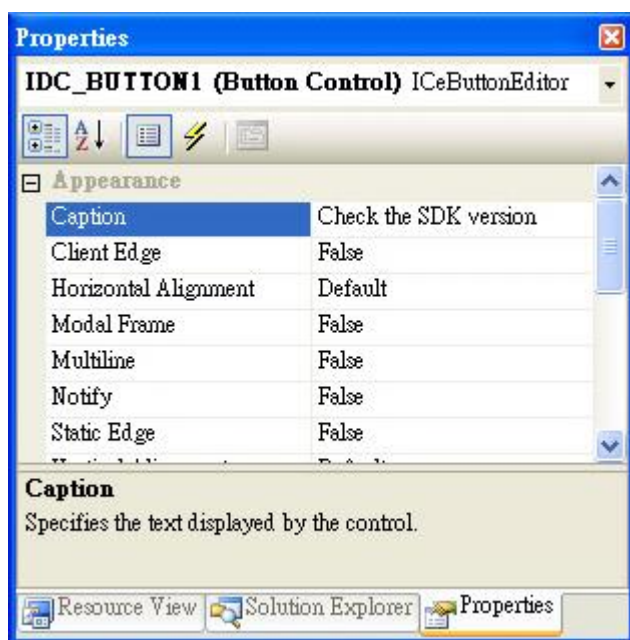 Properties
IDC_BUTTON1 (Button Control) ICeButtonEditor
Appearance
Caption Check the SDK version
Client Edge False
Horizontal Alignment Default
Modal Frame False
Multiline False
Notify False
Static Edge False
Caption
Specifies the text displayed by the control.
Resource View Solution Explorer Properties